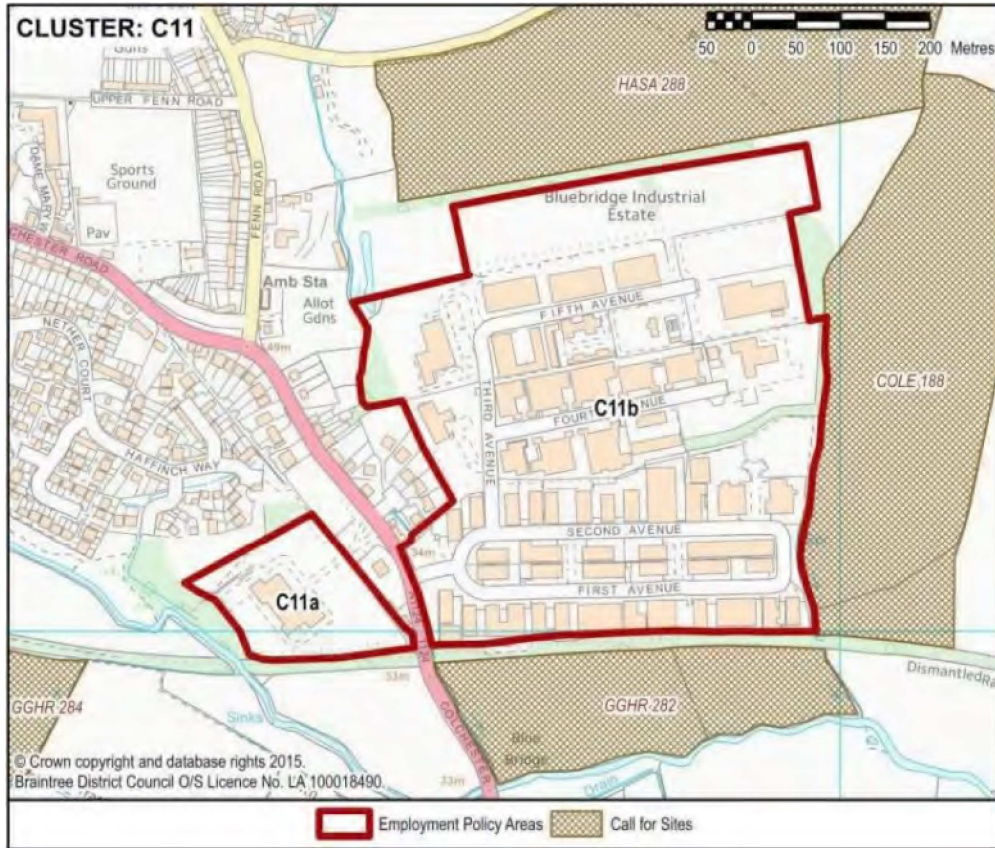 CLUSTER: C11
50 0 50 100 150 200 Metres
HASA 288
UPPER FENN ROAD
DAME MARY
Sports
Ground
FENN ROAD
Bluebridge Industrial
Estate
Pav
CHESTER ROAD
Amb Sta
Allot
Gdns
49m
FIFTH AVENUE
NETHER COURT
THIRD AVENUE
C11b
COLE 188
HAFFINCH WAY
SECOND AVENUE
34m
FIRST AVENUE
C11a
Dismantled Ra
33m
GGHR 284
GGHR 282
COLCHESTER
Sinks
Blue
Bridge
33m
Drain
© Crown copyright and database rights 2015.
Braintree District Council O/S Licence No. LA 100018490.
Employment Policy Areas
Call for Sites